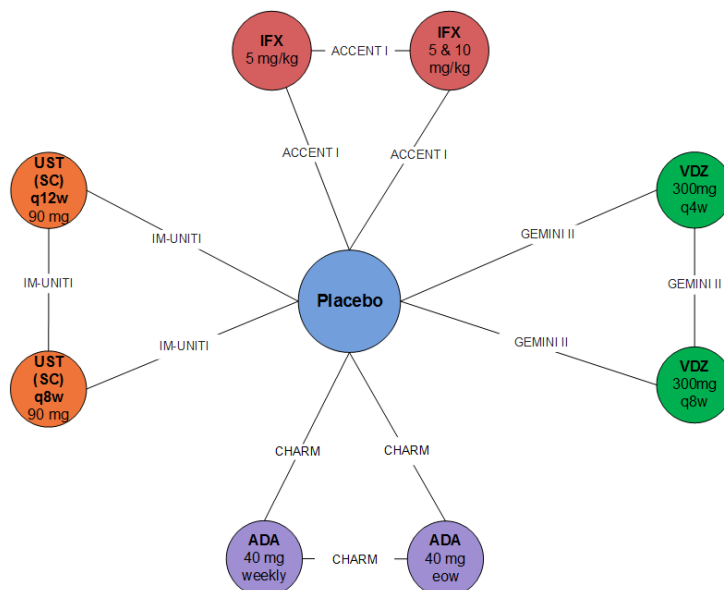 IFX
5 mg/kg
ACCENT I
IFX
5 & 10
mg/kg
ACCENT I
ACCENT I
UST
(SC)
q12w
90 mg
VDZ
300mg
q4w
IM-UNITI
GEMINI II
IM-UNITI
GEMINI II
Placebo
IM-UNITI
GEMINI II
UST
(SC)
q8w
90 mg
VDZ
300mg
q8w
CHARM
CHARM
ADA
40 mg
weekly
CHARM
ADA
40 mg
eow